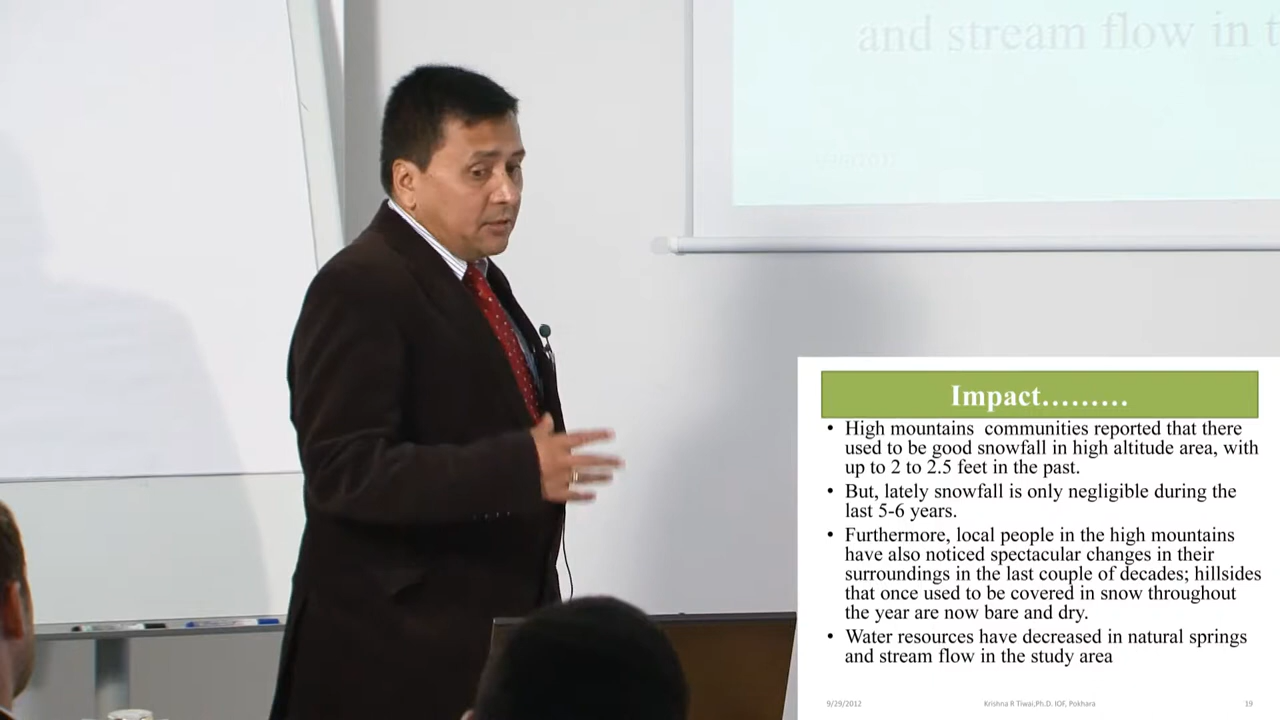 and stream flow in t
Impact.........
• High mountains communities reported that there
used to be good snowfall in high altitude area, with
up to 2 to 2.5 feet in the past.
• But, lately snowfall is only negligible during the
last 5-6 years.
• Furthermore, local people in the high mountains
have also noticed spectacular changes in their
surroundings in the last couple of decades; hillsides
that once used to be covered in snow throughout
the year are now bare and dry.
• Water resources have decreased in natural springs
and stream flow in the study area
9/29/2012 Krishna R Tiwai,Ph.D. IOF, Pokhara 19